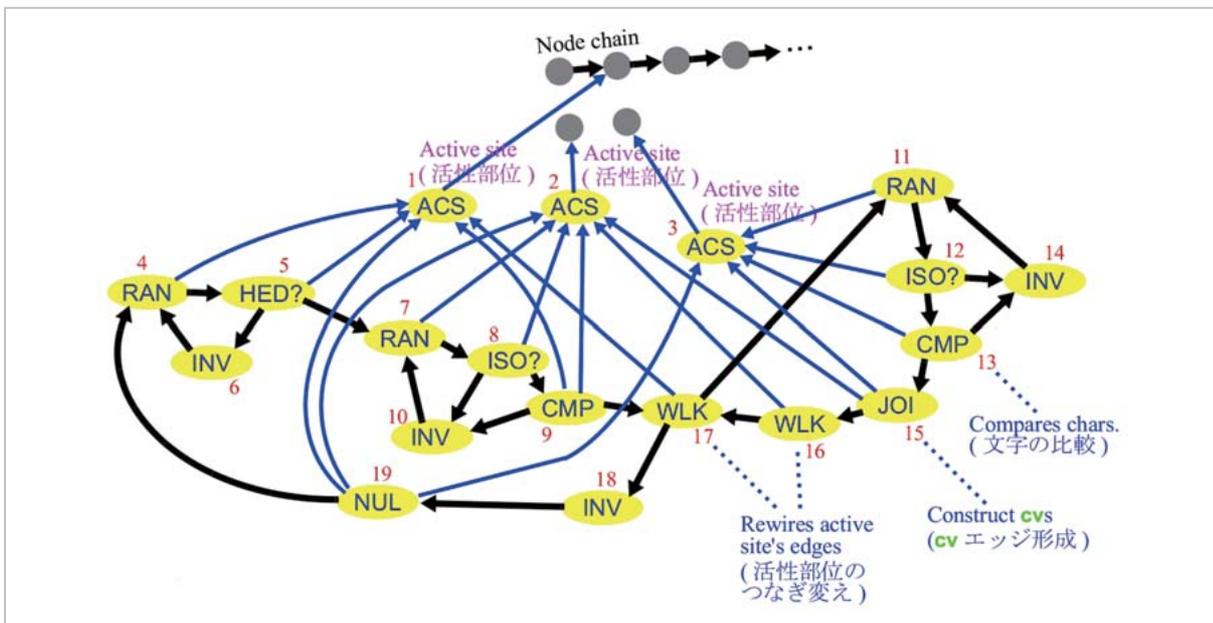 Node chain
...
Active site
( 活性部位 )
1
ACS
Active site
( 活性部位 )
2
ACS
Active site
( 活性部位 )
3
ACS
4
RAN
5
HED?
INV
6
7
RAN
8
ISO?
CMP
9
10
INV
11
RAN
12
ISO?
14
INV
CMP
13
JOI
15
WLK
16
WLK
17
18
INV
19
NUL
Compares chars.
( 文字の比較 )
Construct cvs
(cv エッジ形成 )
Rewires active
site's edges
( 活性部位の
つなぎ変え )